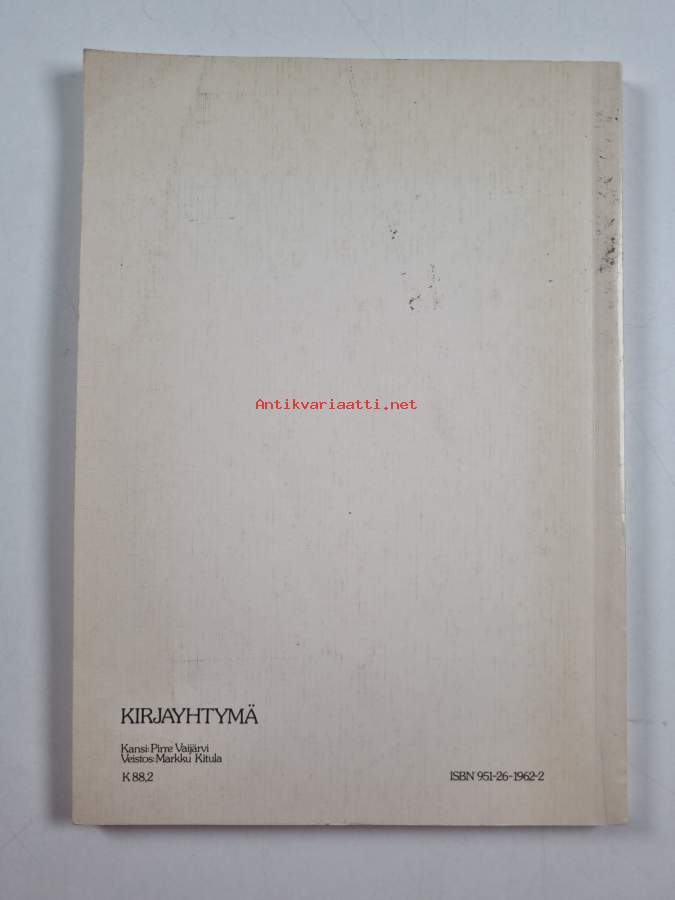 Antikvariaatti.net
KIRJAYHTYMÄ
Kansi: Pirre Vaijärvi
Veistos: Markku Kitula
K 88,2
ISBN 951-26-1962-2